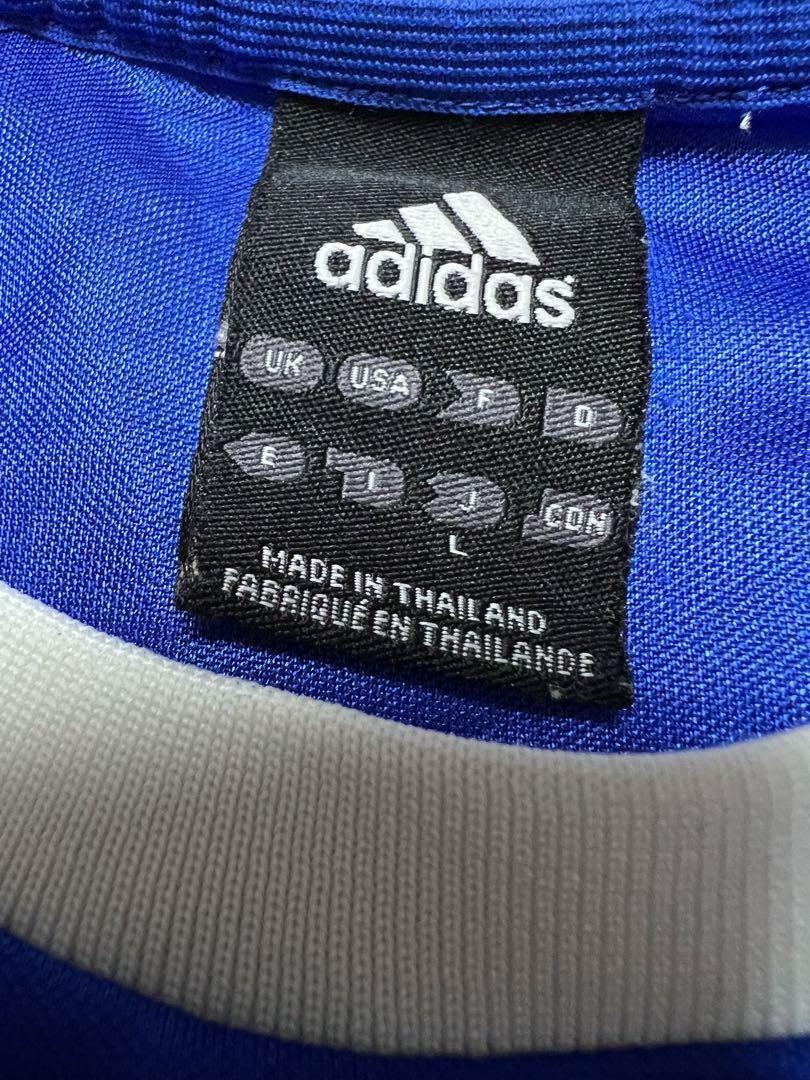 adidas
UK USA F D
E I J CDN
L
MADE IN THAILAND
FABRIQUÉ EN THAILANDE